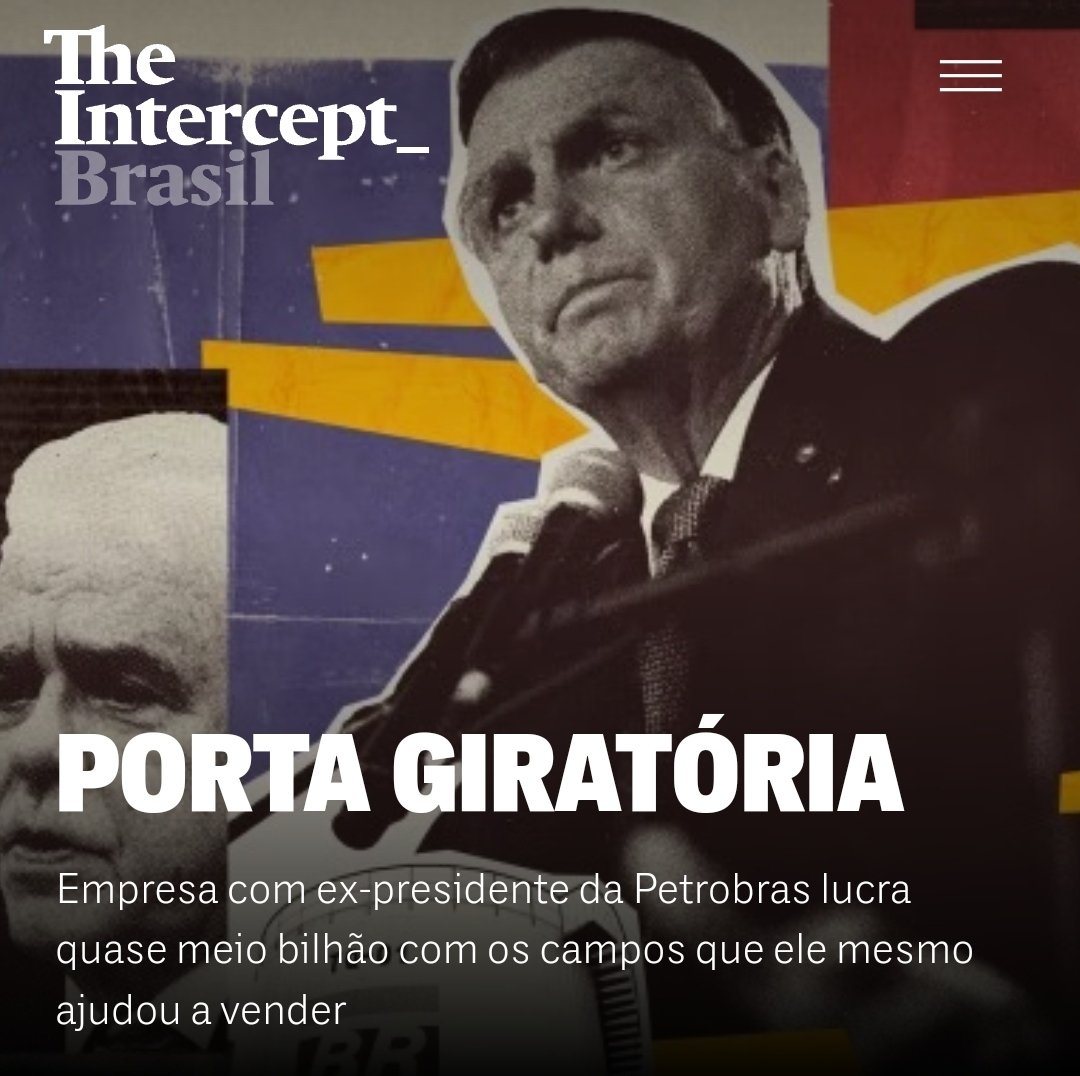 The
Intercept_
Brasil
PORTA GIRATÓRIA
Empresa com ex-presidente da Petrobras lucra
quase meio bilhão com os campos que ele mesmo
ajudou a vender
BR